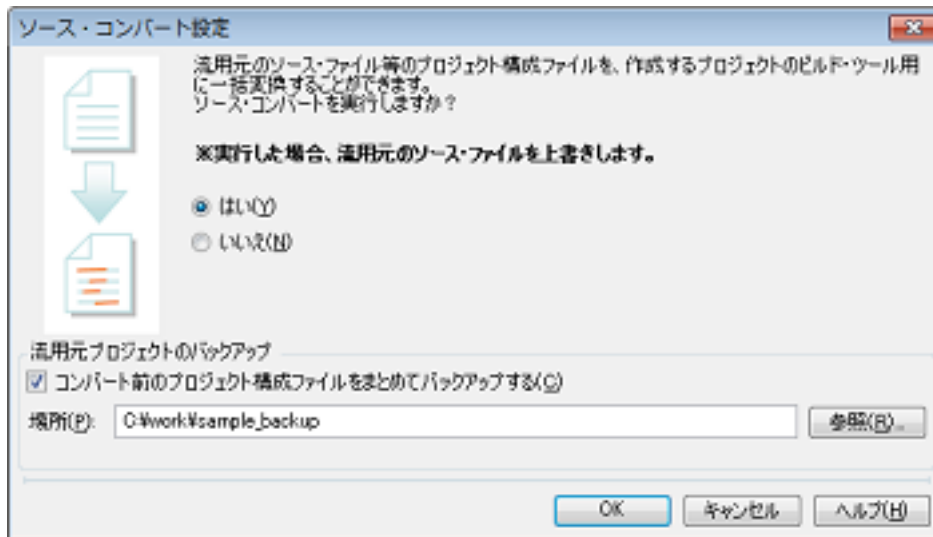 ソース・コンバート設定
流用元のソース・ファイル等のプロジェクト構成ファイルを、作成するプロジェクトのビルド・ツール用
に一括変換することができます。
ソース・コンバートを実行しますか？
※実行した場合、流用元のソース・ファイルを上書きします。
はい(Y)
いいえ(N)
流用元プロジェクトのバックアップ
コンバート前のプロジェクト構成ファイルをまとめてバックアップする(C)
場所(P):
C:¥work¥sample_backup
参照(R)...
OK
キャンセル
ヘルプ(H)